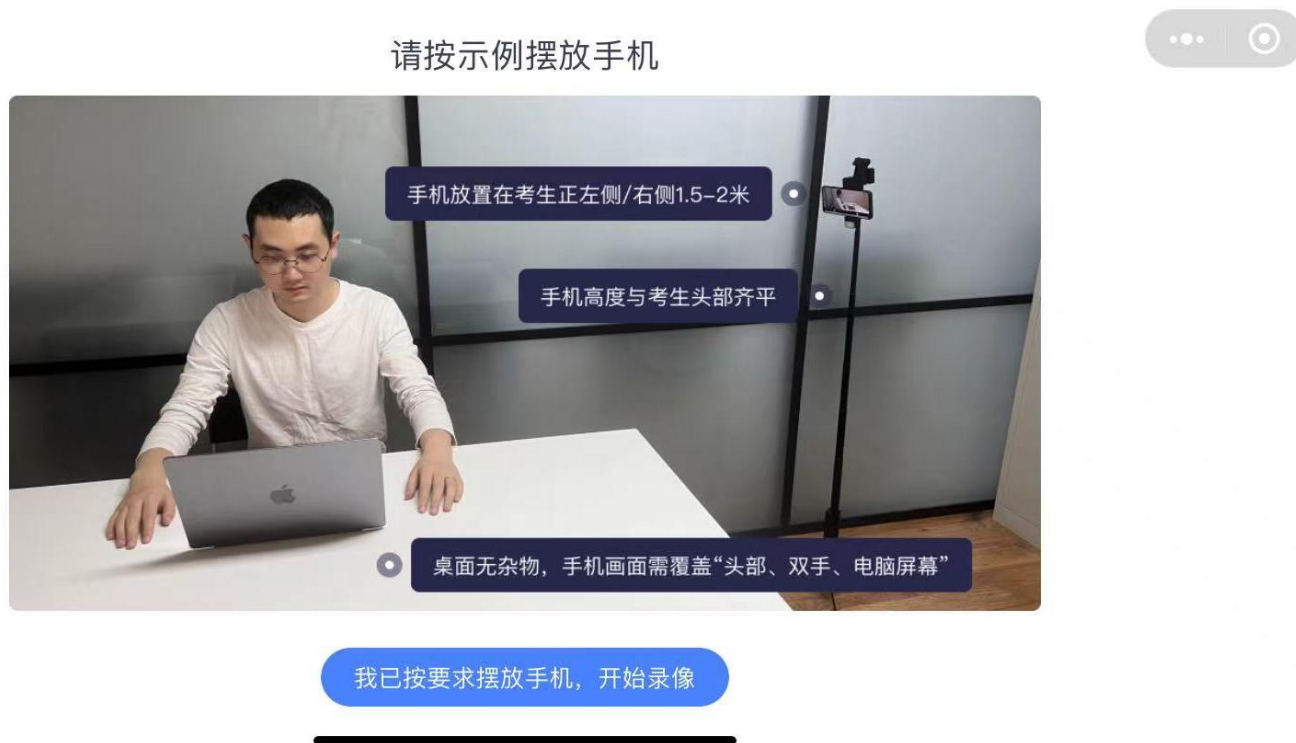 请按示例摆放手机
手机放置在考生正左侧/右侧1.5-2米
手机高度与考生头部齐平
桌面无杂物，手机画面需覆盖“头部、双手、电脑屏幕”
我已按要求摆放手机，开始录像